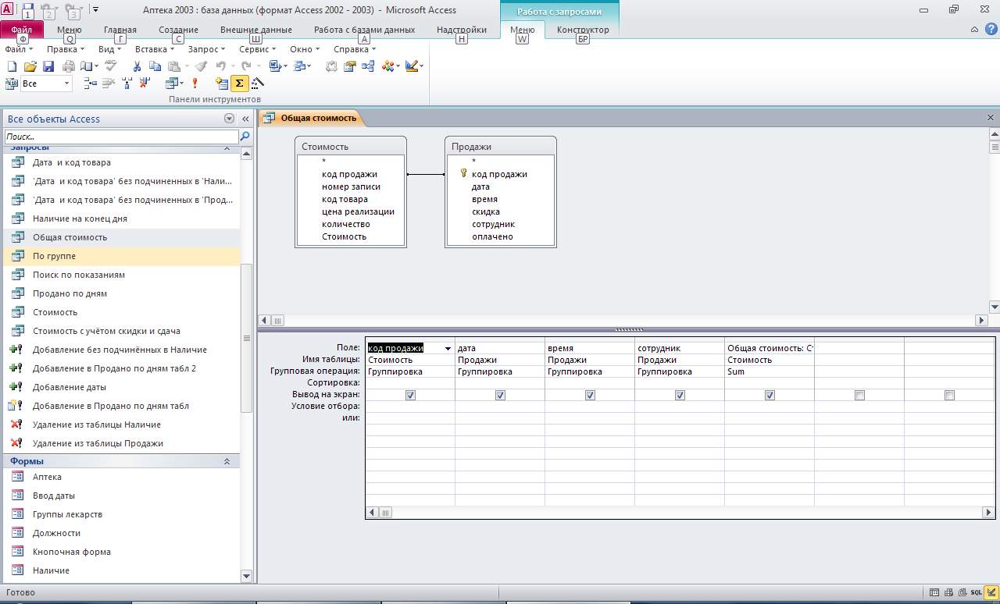 Аптека 2003 : база данных (формат Access 2002 - 2003) - Microsoft Access
Работа с запросами
1 2 3
Файл Меню Главная Создание Внешние данные Работа с базами данных Надстройки Меню Конструктор
Ф Q Г С Ш А Н W БР
Файл Правка Вид Вставка Запрос Сервис Окно Справка
Все
Панели инструментов
Все объекты Access
Поиск...
Запросы
Дата и код товара
'Дата и код товара' без подчиненных в 'Нали...
'Дата и код товара' без подчиненных в 'Прод...
Наличие на конец дня
Общая стоимость
По группе
Поиск по показаниям
Продано по дням
Стоимость
Стоимость с учётом скидки и сдача
Добавление без подчинённых в Наличие
Добавление в Продано по дням табл 2
Добавление даты
Добавление в Продано по дням табл
Удаление из таблицы Наличие
Удаление из таблицы Продажи
Формы
Аптека
Ввод даты
Группы лекарств
Должности
Кнопочная форма
Наличие
Общая стоимость
Стоимость
*
код продажи
номер записи
код товара
цена реализации
количество
Стоимость
Продажи
*
код продажи
дата
время
скидка
сотрудник
оплачено
Поле: код продажи дата время сотрудник Общая стоимость: Ст
Имя таблицы: Стоимость Продажи Продажи Продажи Стоимость
Групповая операция: Группировка Группировка Группировка Группировка Sum
Сортировка:
Вывод на экран:
Условие отбора:
или:
Готово
SQL